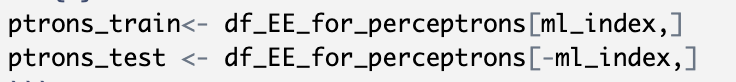 ptrons_train<- df_EE_for_perceptrons[ml_index,]
ptrons_test <- df_EE_for_perceptrons[-ml_index,]